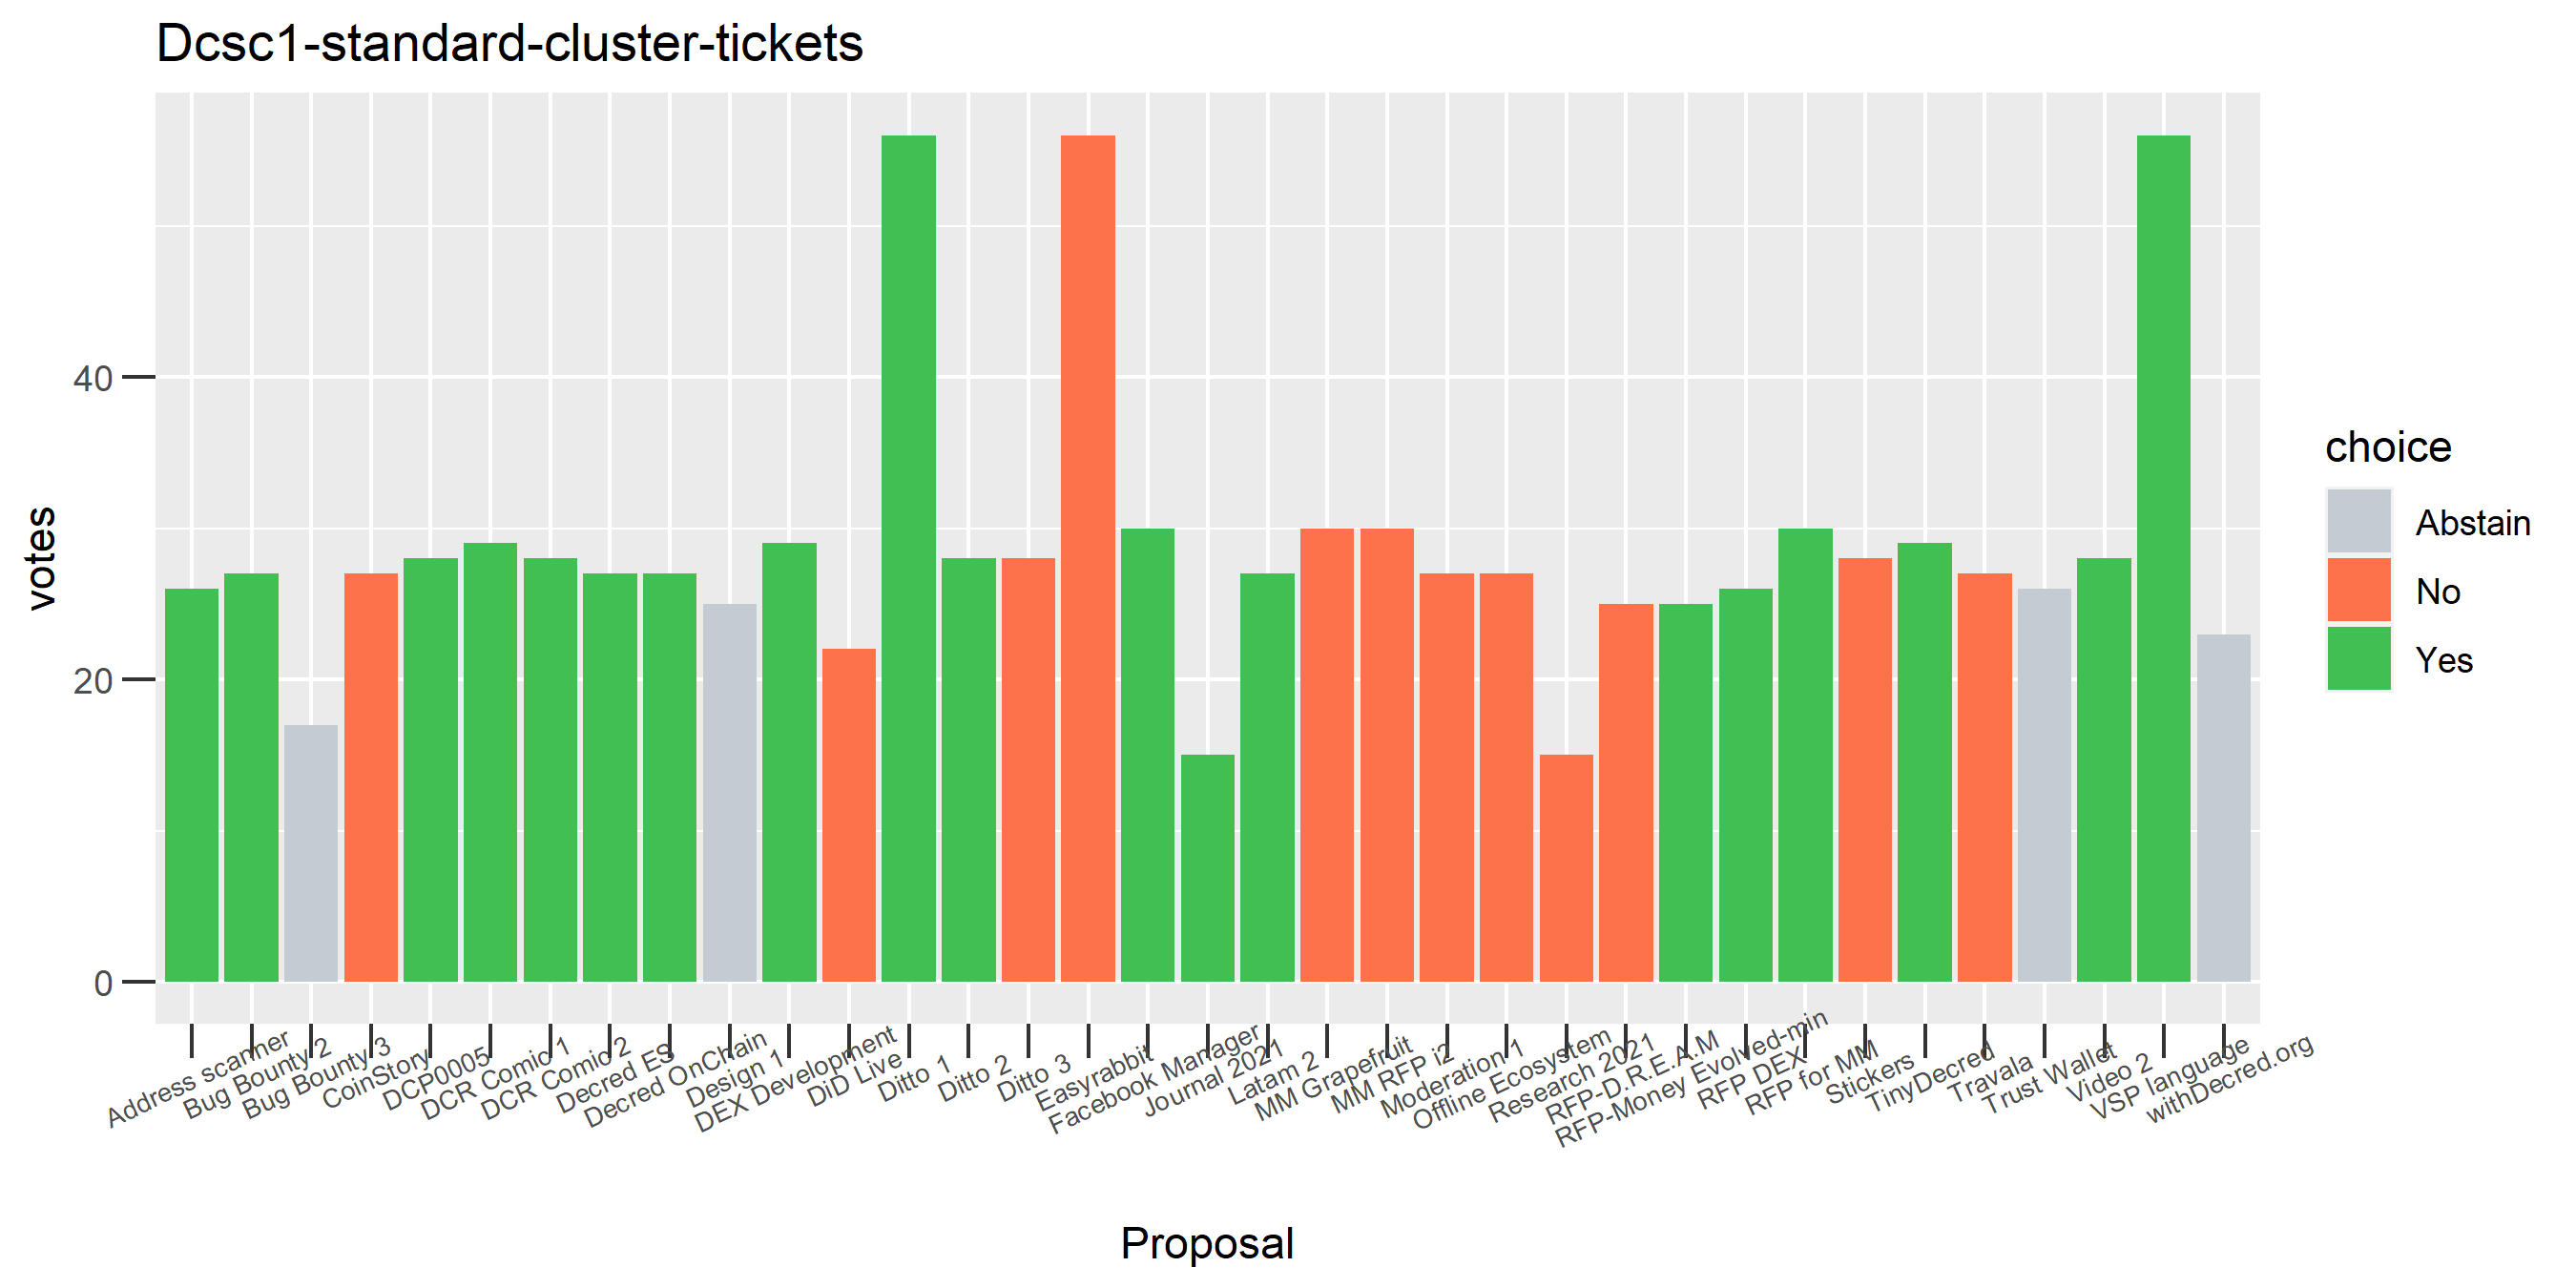 Dcsc1-standard-cluster-tickets
votes
40
20
0
Address scanner
Bug Bounty 2
Bug Bounty 3
CoinStory
DCP0005
DCR Comic 1
DCR Comic 2
Decred ES
Decred OnChain
Design 1
DEX Development
DiD Live
Ditto 1
Ditto 2
Ditto 3
Easyrabbit
Facebook Manager
Journal 2021
Latam 2
MM Grapefruit
MM RFP i2
Moderation 1
Offline Ecosystem
Research 2021
RFP-D.R.E.A.M
RFP-Money Evolved-min
RFP DEX
RFP for MM
Stickers
TinyDecred
Travala
Trust Wallet
Video 2
VSP language
withDecred.org
Proposal
choice
Abstain
No
Yes